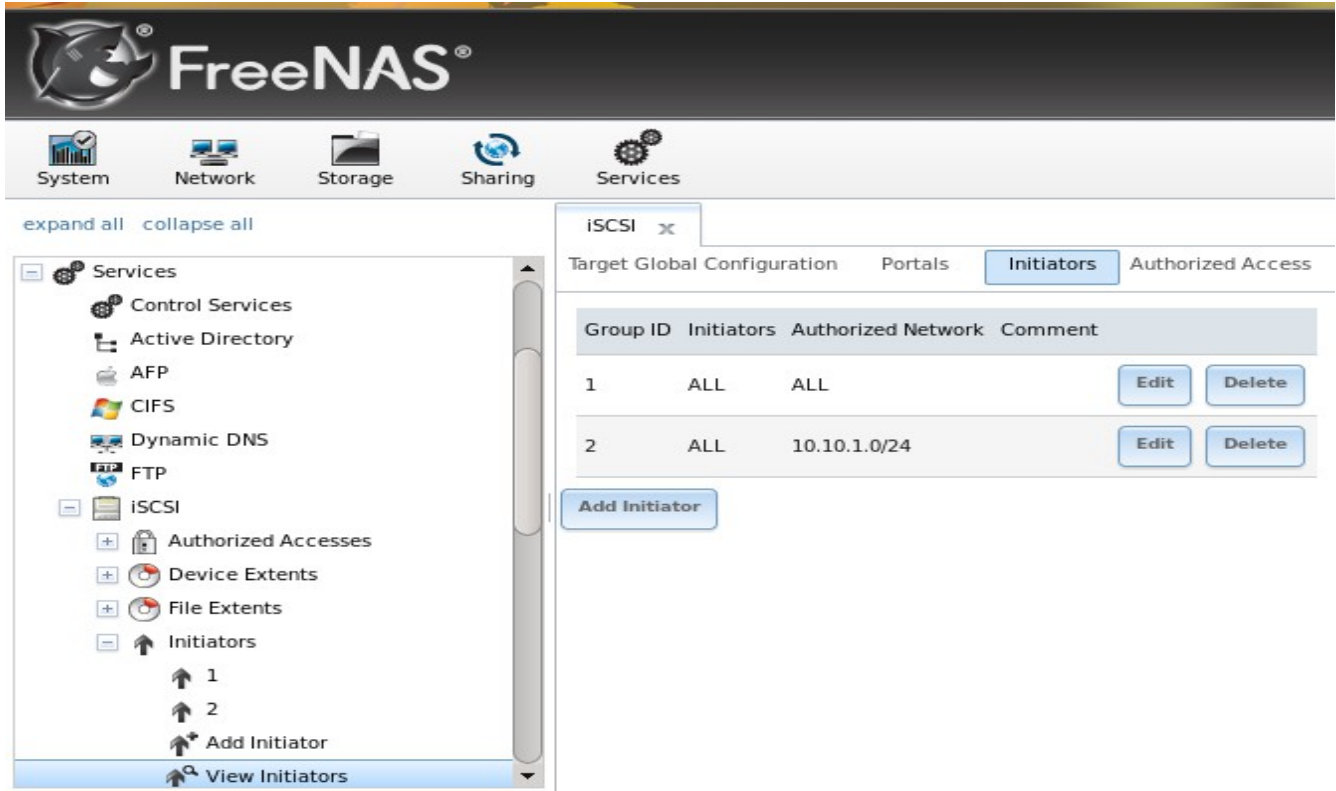 FreeNAS®
System Network Storage Sharing Services
expand all collapse all
Services
Control Services
Active Directory
AFP
CIFS
Dynamic DNS
FTP
FTP
iSCSI
Authorized Accesses
Device Extents
File Extents
Initiators
1
2
Add Initiator
View Initiators
iSCSI x
Target Global Configuration Portals Initiators Authorized Access
Group ID Initiators Authorized Network Comment
1 ALL ALL Edit Delete
2 ALL 10.10.1.0/24 Edit Delete
Add Initiator